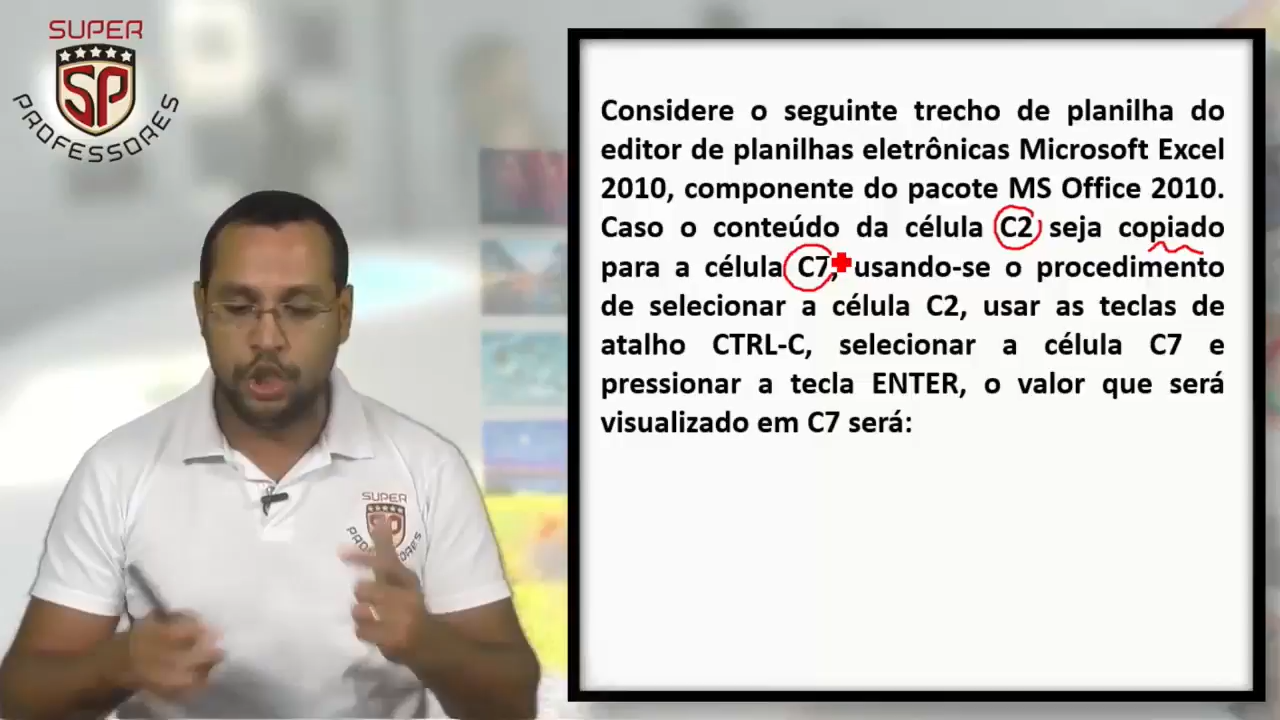 SUPER
SP
PROFESSORES
Considere o seguinte trecho de planilha do
editor de planilhas eletrônicas Microsoft Excel
2010, componente do pacote MS Office 2010.
Caso o conteúdo da célula C2 seja copiado
para a célula C7, usando-se o procedimento
de selecionar a célula C2, usar as teclas de
atalho CTRL-C, selecionar a célula C7 e
pressionar a tecla ENTER, o valor que será
visualizado em C7 será:
SUPER
SP
PROFESSORES